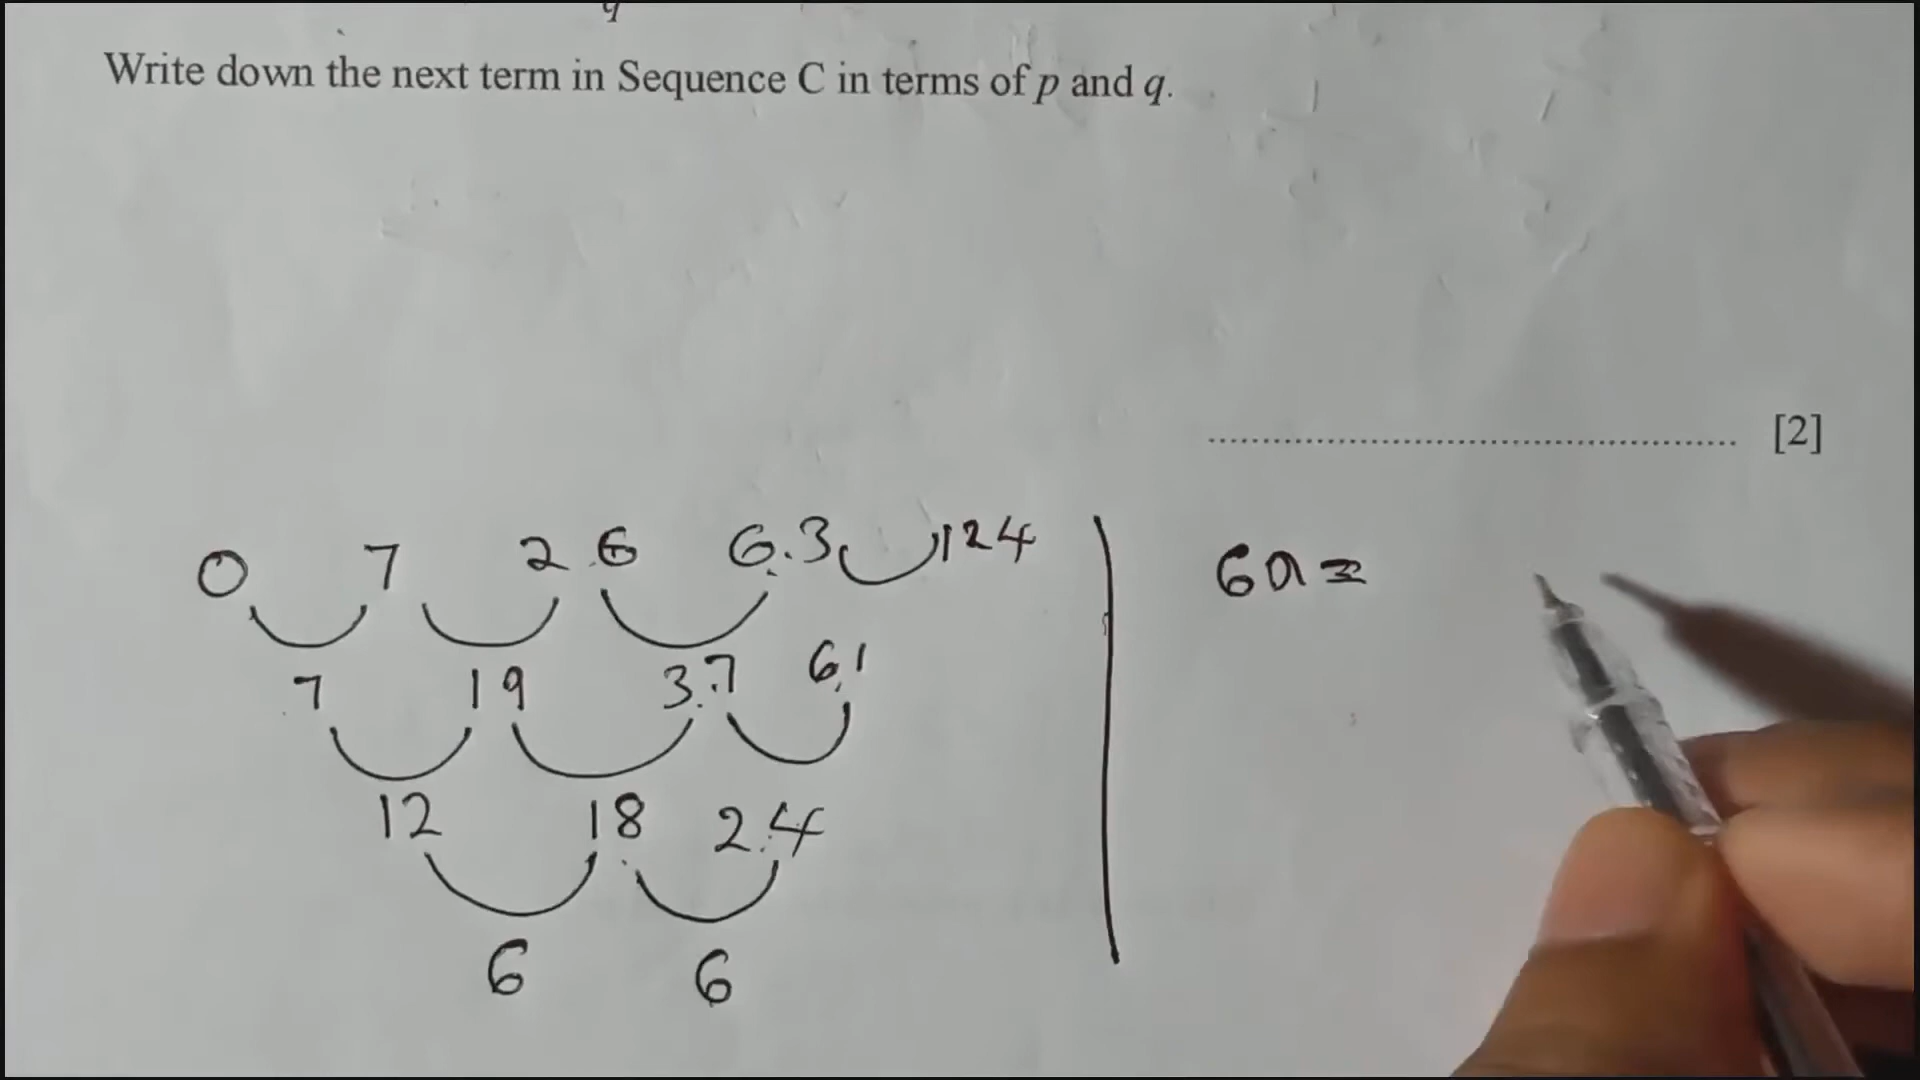 q
Write down the next term in Sequence C in terms of p and q.
[2]
0 7 26 63 124
7 19 37 61
12 18 24
6 6
6a =